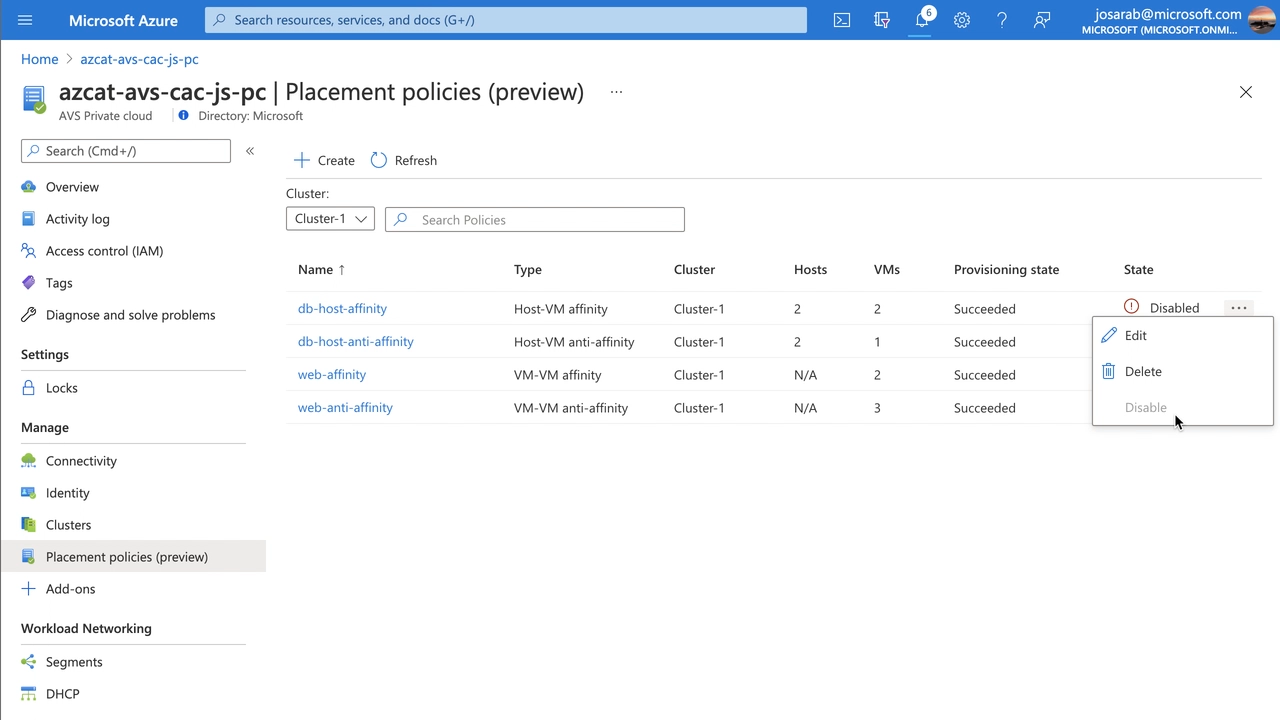 Microsoft Azure
Search resources, services, and docs (G+/)
6
josarab@microsoft.com
MICROSOFT (MICROSOFT.ONMI...
Home > azcat-avs-cac-js-pc
azcat-avs-cac-js-pc | Placement policies (preview) ...
AVS Private cloud
Directory: Microsoft
Search (Cmd+/)
«
Overview
Activity log
Access control (IAM)
Tags
Diagnose and solve problems
Settings
Locks
Manage
Connectivity
Identity
Clusters
Placement policies (preview)
Add-ons
Workload Networking
Segments
DHCP
Create Refresh
Cluster:
Cluster-1 Search Policies
Name ↑ Type Cluster Hosts VMs Provisioning state State
db-host-affinity Host-VM affinity Cluster-1 2 2 Succeeded Disabled ...
db-host-anti-affinity Host-VM anti-affinity Cluster-1 2 1 Succeeded
web-affinity VM-VM affinity Cluster-1 N/A 2 Succeeded
web-anti-affinity VM-VM anti-affinity Cluster-1 N/A 3 Succeeded
Edit
Delete
Disable